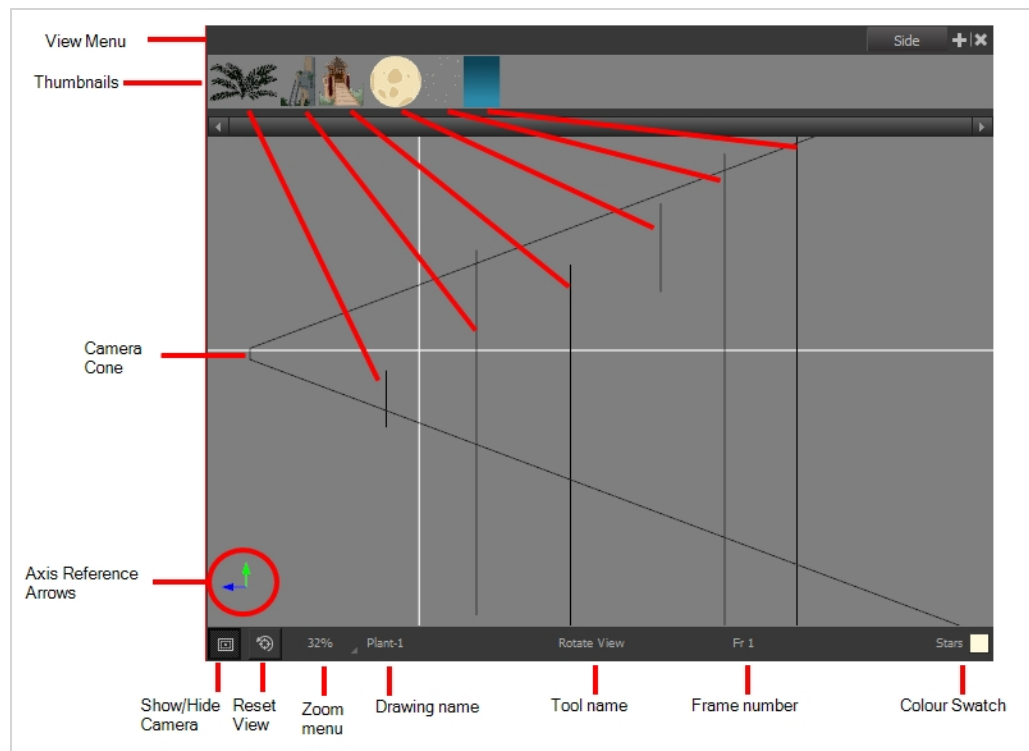 View Menu
Side
Thumbnails
Camera
Cone
Axis Reference
Arrows
32%
Plant-1
Rotate View
Fr 1
Stars
Show/Hide
Camera
Reset
View
Zoom
menu
Drawing name
Tool name
Frame number
Colour Swatch